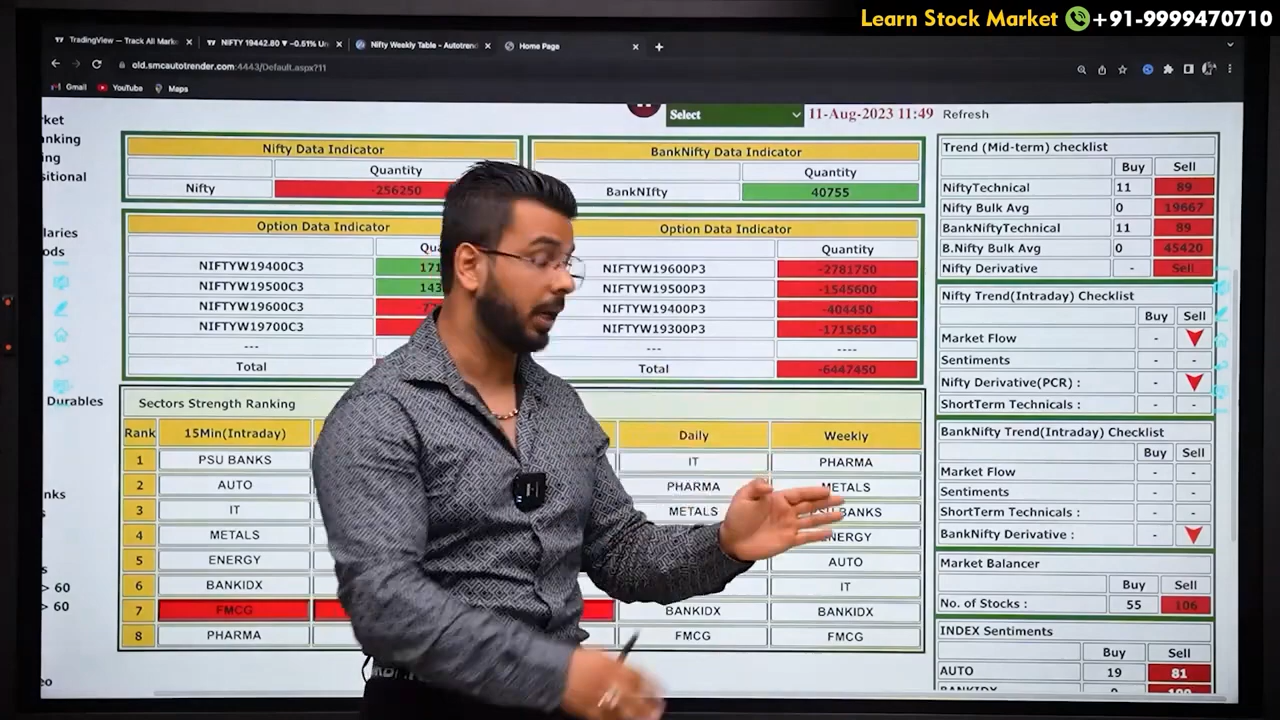 Learn Stock Market +91-9999470710
TradingView — Track All Marke
NIFTY 19442.80 ▼ −0.51% Un
Nifty Weekly Table - Autotrend
Home Page
old.smcautotrender.com:4443/Default.aspx?11
Gmail YouTube Maps
Select 11-Aug-2023 11:49 Refresh
Nifty Data Indicator
Quantity
Nifty -256250
BankNifty Data Indicator
Quantity
BankNIfty 40755
Option Data Indicator
NIFTYW19400C3 171
NIFTYW19500C3 143
NIFTYW19600C3
NIFTYW19700C3
---
Total
Option Data Indicator
Quantity
NIFTYW19600P3 -2781750
NIFTYW19500P3 -1545600
NIFTYW19400P3 -404450
NIFTYW19300P3 -1715650
--- ----
Total -6447450
Sectors Strength Ranking
Rank 15Min(Intraday) Daily Weekly
1 PSU BANKS IT PHARMA
2 AUTO PHARMA METALS
3 IT METALS BANKS
4 METALS
5 ENERGY AUTO
6 BANKIDX IT
7 FMCG BANKIDX BANKIDX
8 PHARMA FMCG FMCG
Trend (Mid-term) checklist
Buy Sell
NiftyTechnical 11 89
Nifty Bulk Avg 0 19667
BankNiftyTechnical 11 89
B.Nifty Bulk Avg 0 45420
Nifty Derivative - Sell
Nifty Trend(Intraday) Checklist
Buy Sell
Market Flow -
Sentiments - -
Nifty Derivative(PCR) : -
ShortTerm Technicals : - -
BankNifty Trend(Intraday) Checklist
Buy Sell
Market Flow - -
Sentiments - -
ShortTerm Technicals : - -
BankNifty Derivative : -
Market Balancer
Buy Sell
No. of Stocks : 55 106
INDEX Sentiments
Buy Sell
AUTO 19 81
Durables
> 60
> 60